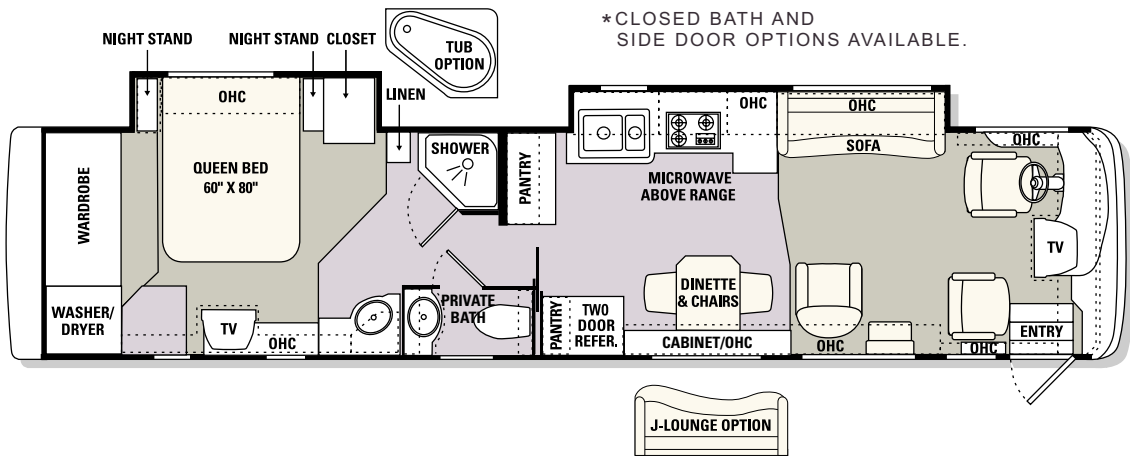 *CLOSED BATH AND
SIDE DOOR OPTIONS AVAILABLE.
NIGHT STAND
NIGHT STAND
CLOSET
TUB
OPTION
LINEN
OHC
QUEEN BED
60" X 80"
WARDROBE
WASHER/
DRYER
TV
OHC
SHOWER
PRIVATE
BATH
PANTRY
OHC
MICROWAVE
ABOVE RANGE
OHC
SOFA
OHC
TV
DINETTE
& CHAIRS
PANTRY
TWO
DOOR
REFER.
CABINET/OHC
OHC
OHC
ENTRY
J-LOUNGE OPTION